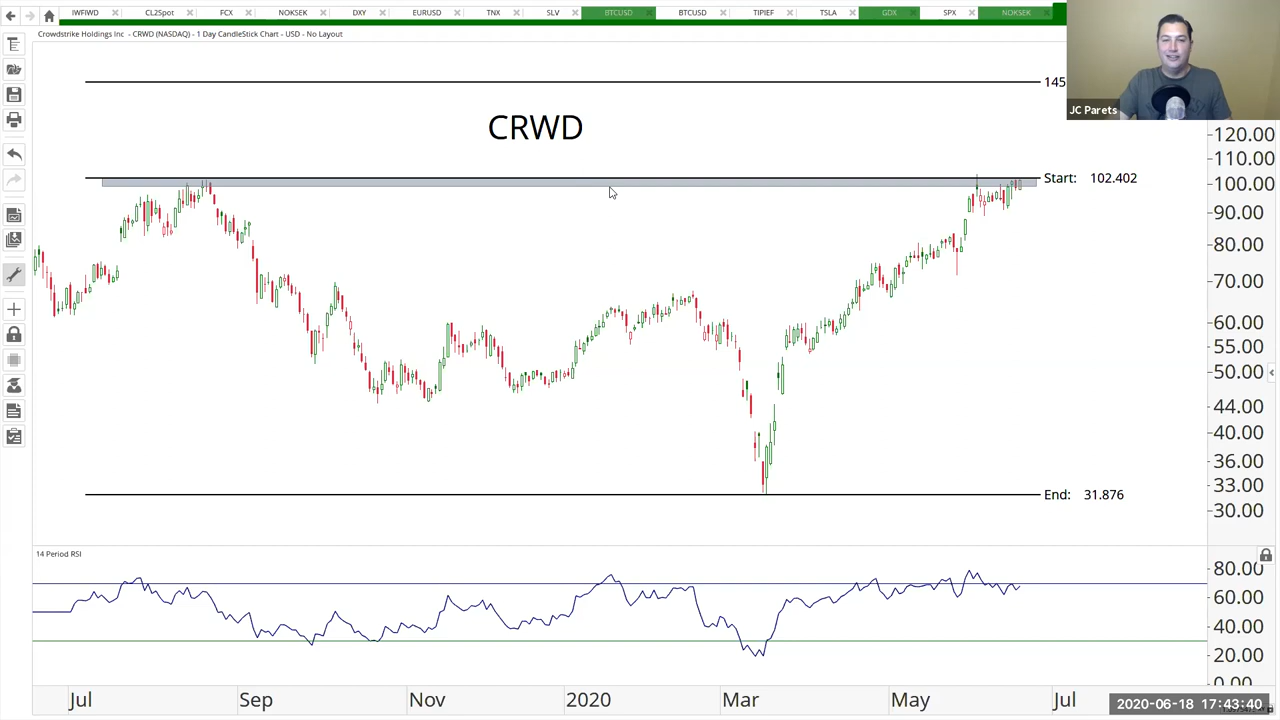 IWFIWD CL2Spot FCX NOKSEK DXY EURUSD TNX SLV BTCUSD BTCUSD TIPIEF TSLA GDX SPX NOKSEK
Crowdstrike Holdings Inc - CRWD (NASDAQ) - 1 Day CandleStick Chart - USD - No Layout
145
JC Parets
CRWD
120.00
110.00
Start: 102.402
100.00
90.00
80.00
70.00
60.00
55.00
50.00
44.00
40.00
36.00
33.00
End: 31.876
30.00
14 Period RSI
80.00
60.00
40.00
20.00
0.00
Jul Sep Nov 2020 Mar May Jul
2020-06-18 17:43:40